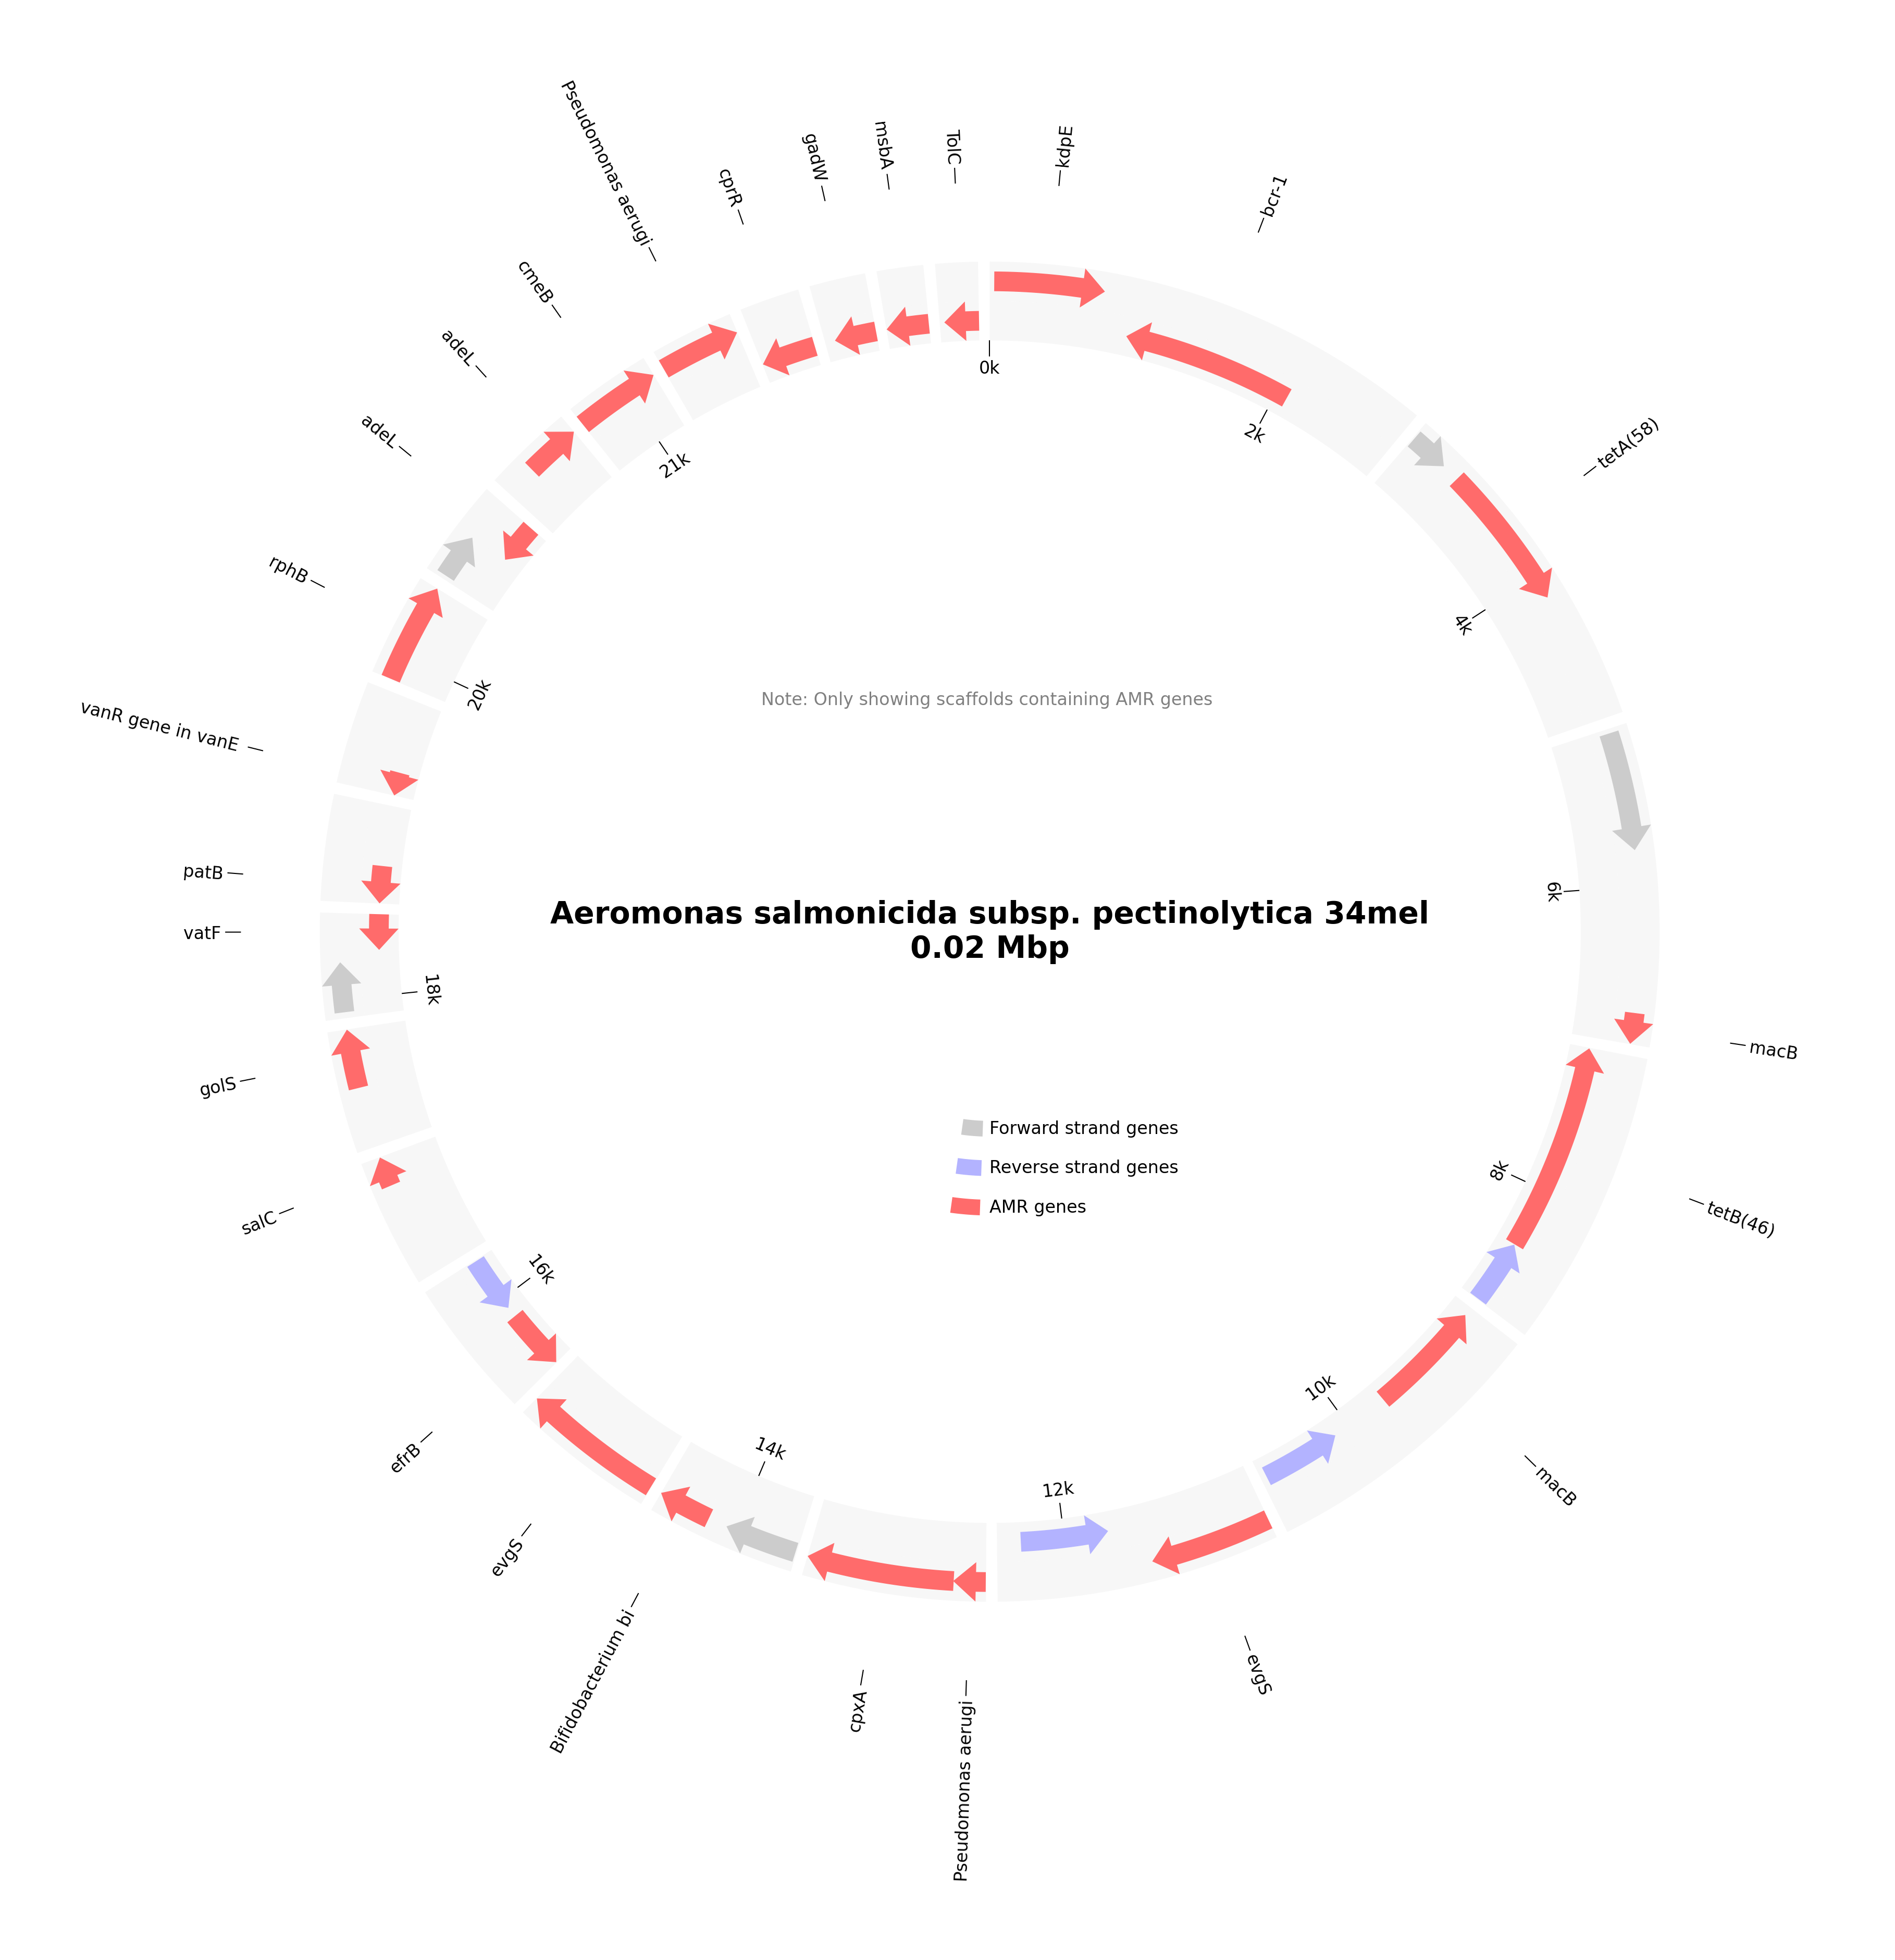 kdpE
bcr-1
tetA(58)
macB
tetB(46)
macB
evgS
Pseudomonas aerugi
cpxA
Bifidobacterium bi
evgS
efrB
salC
golS
vatF
patB
vanR gene in vanE
rphB
adeL
adeL
cmeB
Pseudomonas aerugi
cprR
gadW
msbA
TolC
0k
2k
4k
6k
8k
10k
12k
14k
16k
18k
20k
21k
Note: Only showing scaffolds containing AMR genes
Aeromonas salmonicida subsp. pectinolytica 34mel
0.02 Mbp
Forward strand genes
Reverse strand genes
AMR genes